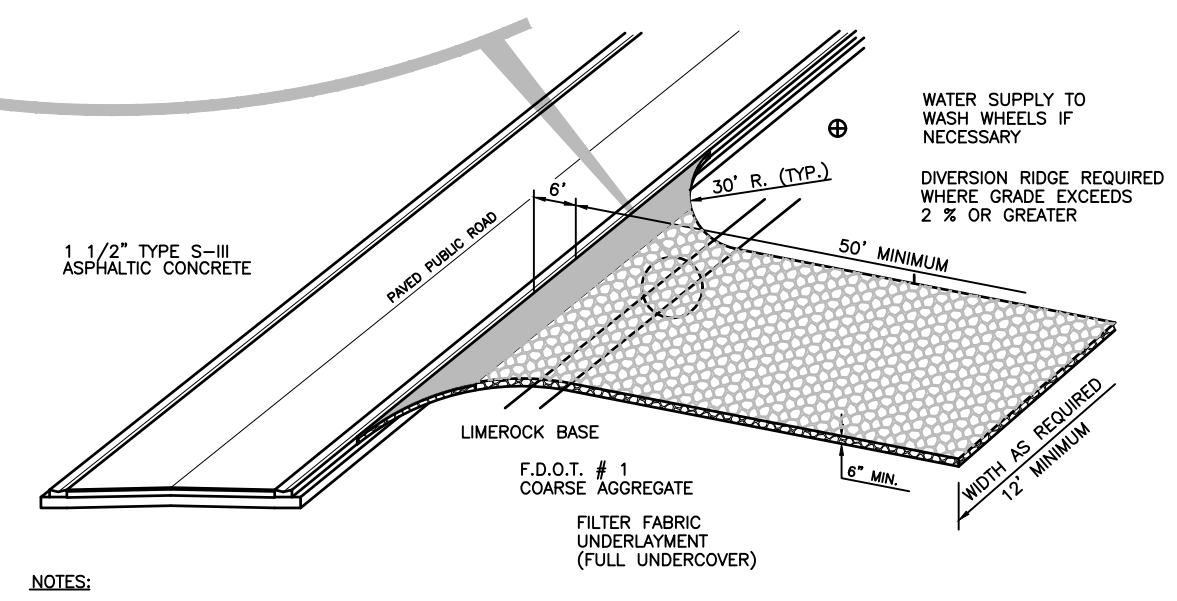 WATER SUPPLY TO
WASH WHEELS IF
NECESSARY
DIVERSION RIDGE REQUIRED
WHERE GRADE EXCEEDS
2 % OR GREATER
30' R. (TYP.)
6'
50' MINIMUM
1 1/2" TYPE S-III
ASPHALTIC CONCRETE
PAVED PUBLIC ROAD
LIMEROCK BASE
F.D.O.T. # 1
COARSE AGGREGATE
FILTER FABRIC
UNDERLAYMENT
(FULL UNDERCOVER)
6" MIN.
WIDTH AS REQUIRED
12' MINIMUM
NOTES: